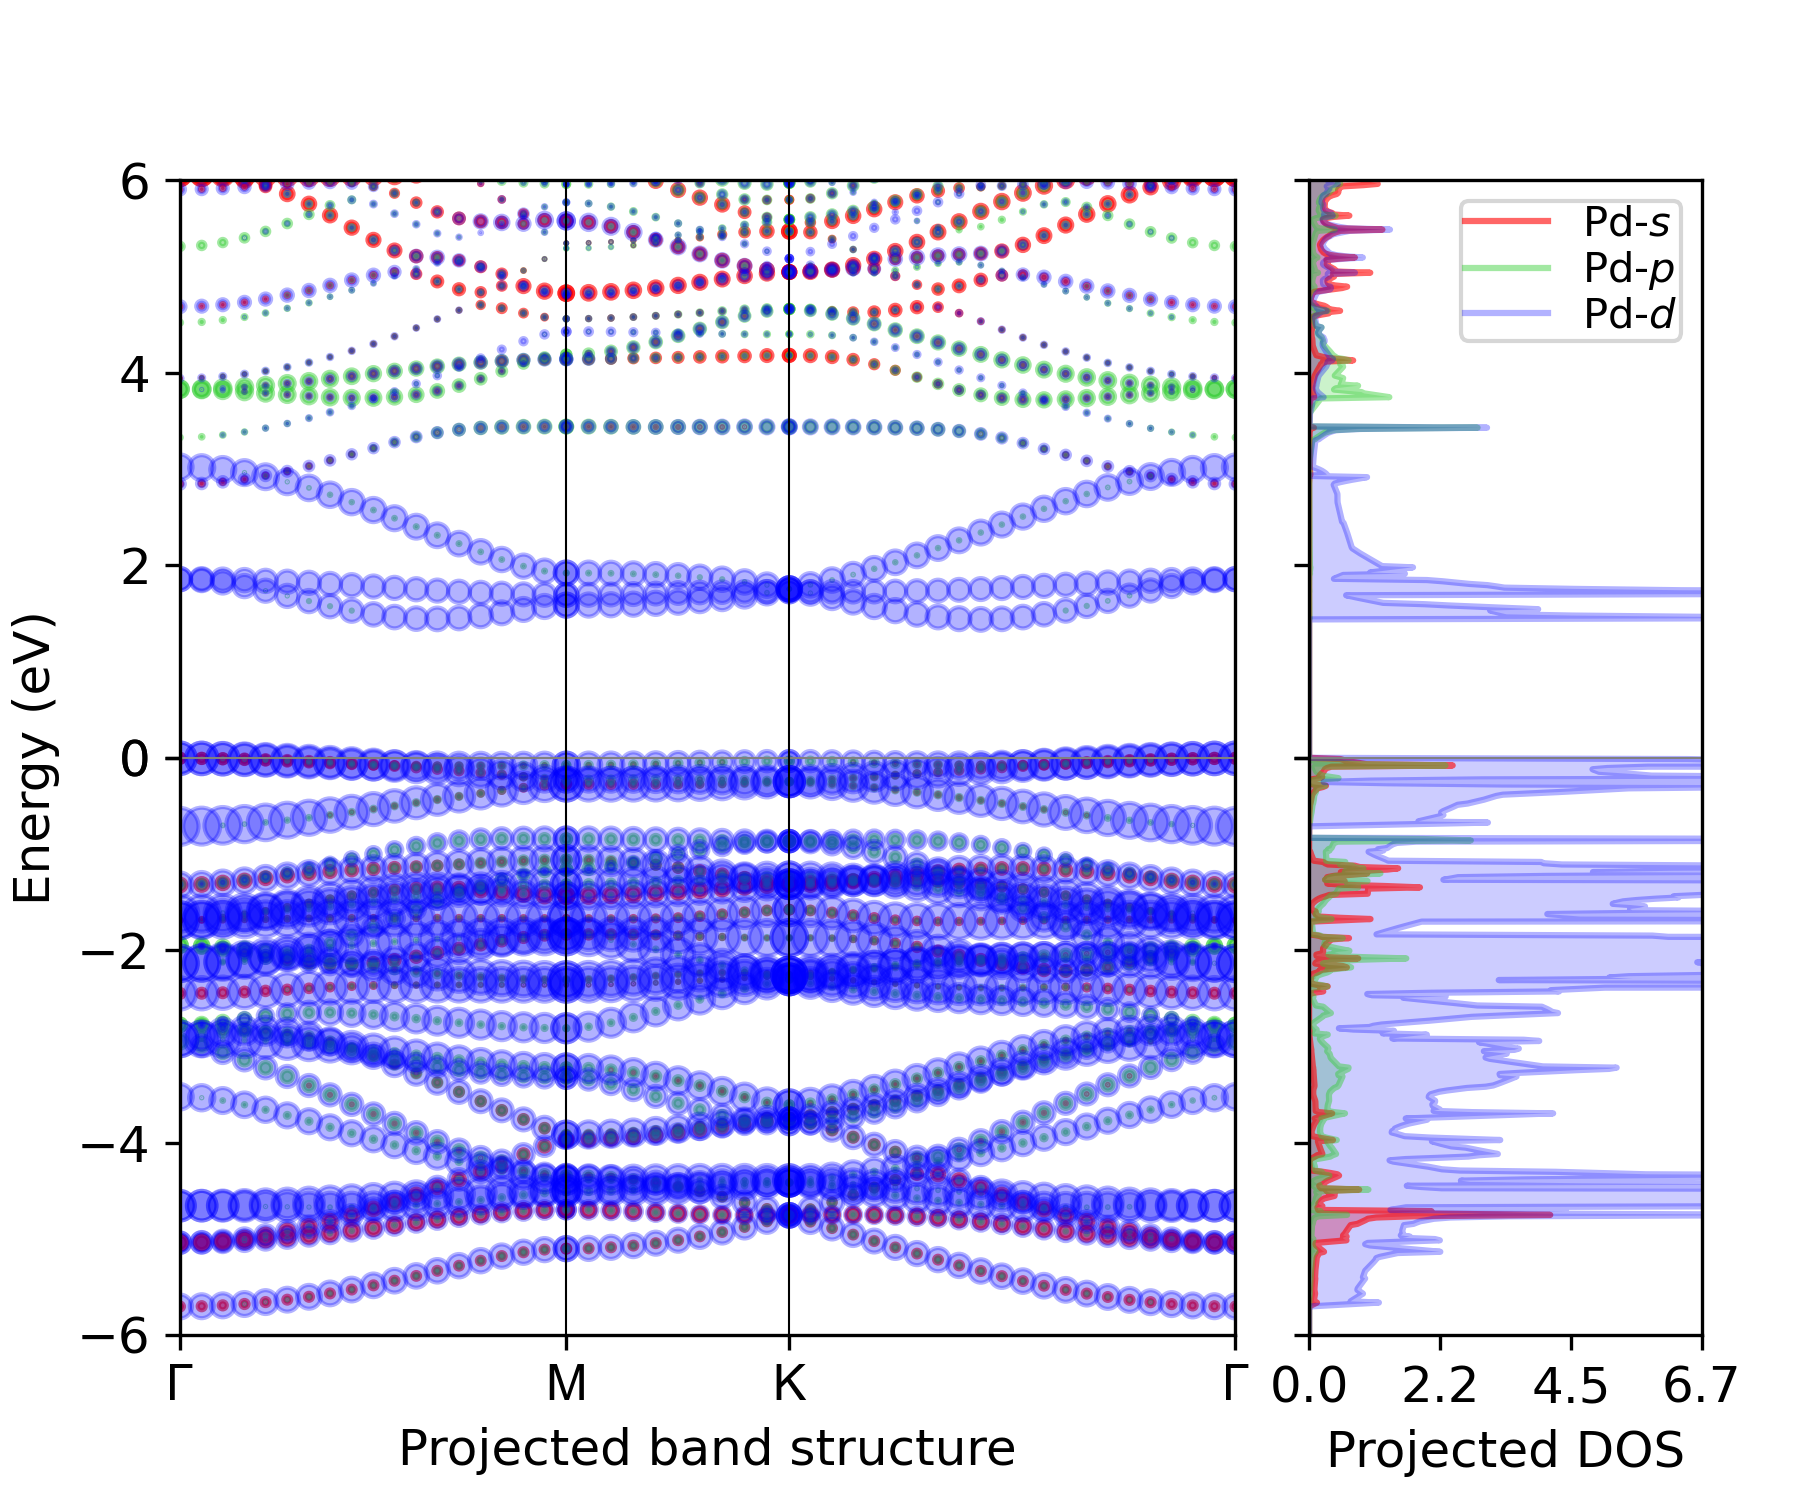 Energy (eV)
6
4
2
0
−2
−4
−6
Γ M K Γ
Projected band structure
Pd-s
Pd-p
Pd-d
0.0 2.2 4.5 6.7
Projected DOS